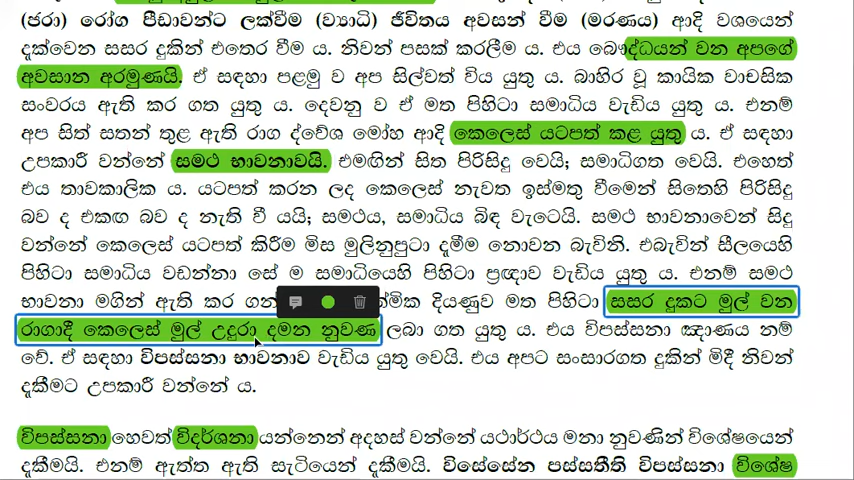 (ජරා) රෝග පීඩාවන්ට ලක්වීම (ව්‍යාධි) ජීවිතය අවසන් වීම (මරණය) ආදි වශයෙන්
දැක්වෙන සසර දුකින් එතෙර වීම ය. නිවන් පසක් කරලීම ය. එය බෞද්ධයන් වන අපගේ
අවසාන අරමුණයි. ඒ සඳහා පළමු ව අප සිල්වත් විය යුතු ය. බාහිර වූ කායික වාචසික
සංවරය ඇති කර ගත යුතු ය. දෙවනු ව ඒ මත පිහිටා සමාධිය වැඩිය යුතු ය. එනම්
අප සිත් සතන් තුළ ඇති රාග ද්වේශ මෝහ ආදි කෙලෙස් යටපත් කළ යුතු ය. ඒ සඳහා
උපකාරී වන්නේ සමථ භාවනාවයි. එමඟින් සිත පිරිසිදු වෙයි; සමාධිගත වෙයි. එහෙත්
එය තාවකාලික ය. යටපත් කරන ලද කෙලෙස් නැවත ඉස්මතු වීමෙන් සිතෙහි පිරිසිදු
බව ද එකඟ බව ද නැති වී යයි; සමථය, සමාධිය බිඳ වැටෙයි. සමථ භාවනාවෙන් සිදු
වන්නේ කෙලෙස් යටපත් කිරීම මිස මුලිනුපුටා දැමීම නොවන බැවිනි. එබැවින් සීලයෙහි
පිහිටා සමාධිය වඩන්නා සේ ම සමාධියෙහි පිහිටා ප්‍රඥාව වැඩිය යුතු ය. එනම් සමථ
භාවනා මගින් ඇති කර ගන් ක්මික දියුණුව මත පිහිටා සසර දුකට මුල් වන
රාගාදී කෙලෙස් මුල් උදුරා දමන නුවණ ලබා ගත යුතු ය. එය විපස්සනා ඤාණය නම්
වේ. ඒ සඳහා විපස්සනා භාවනාව වැඩිය යුතු වෙයි. එය අපට සංසාරගත දුකින් මිදී නිවන්
දැකීමට උපකාරී වන්නේ ය.
විපස්සනා හෙවත් විදර්ශනා යන්නෙන් අදහස් වන්නේ යථාර්ථය මනා නුවණින් විශේෂයෙන්
දැකීමයි. එනම් ඇත්ත ඇති සැටියෙන් දැකීමයි. විසේසේන පස්සතීති විපස්සනා විශේෂ